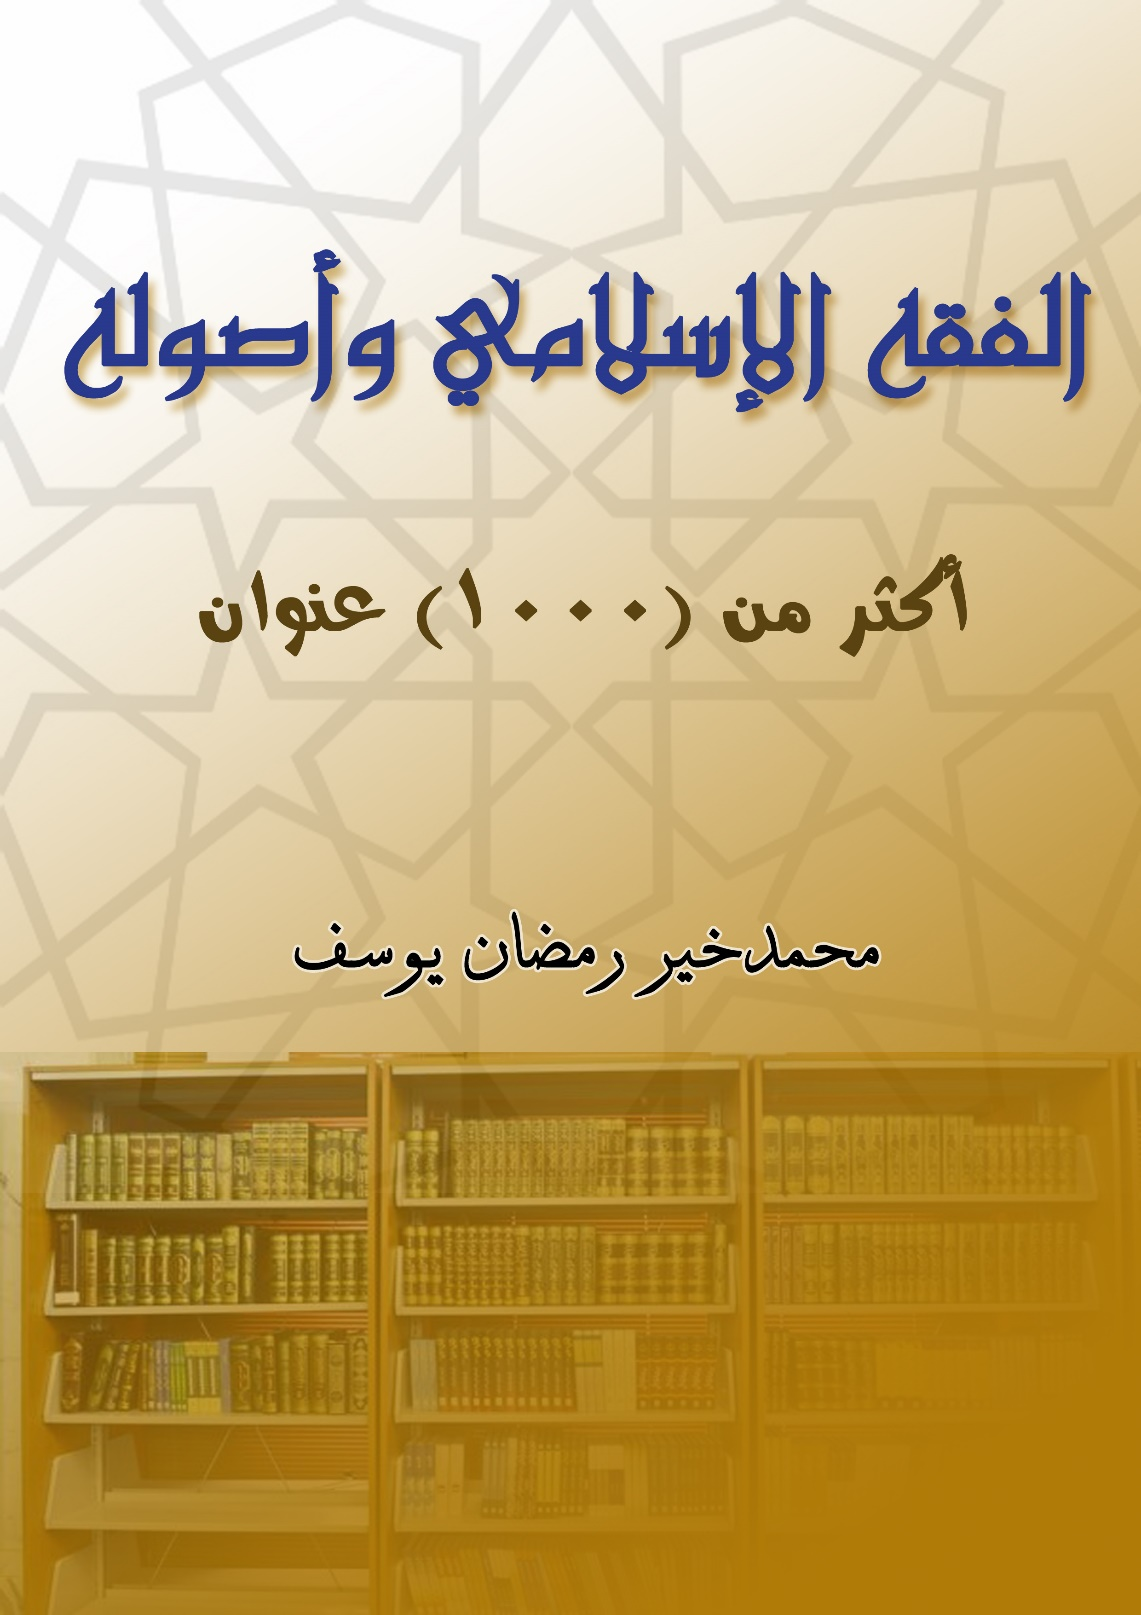 الفقه الإسلامي وأصوله
أكثر من (١٠٠٠) عنوان
محمدخير رمضان يوسف